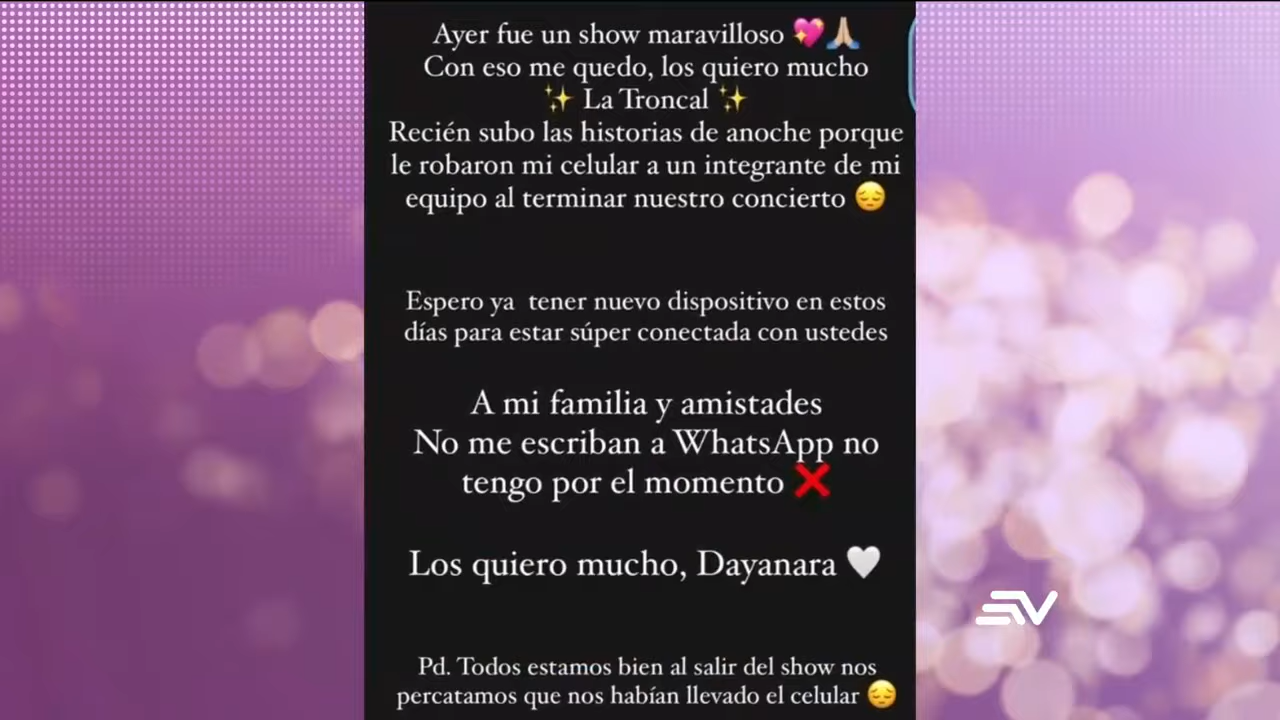 Ayer fue un show maravilloso 💖🙏🏼
Con eso me quedo, los quiero mucho
✨ La Troncal ✨
Recién subo las historias de anoche porque
le robaron mi celular a un integrante de mi
equipo al terminar nuestro concierto 😔
Espero ya  tener nuevo dispositivo en estos
días para estar súper conectada con ustedes
A mi familia y amistades
No me escriban a WhatsApp no
tengo por el momento ❌
Los quiero mucho, Dayanara 🤍
Pd. Todos estamos bien al salir del show nos
percatamos que nos habían llevado el celular 😔